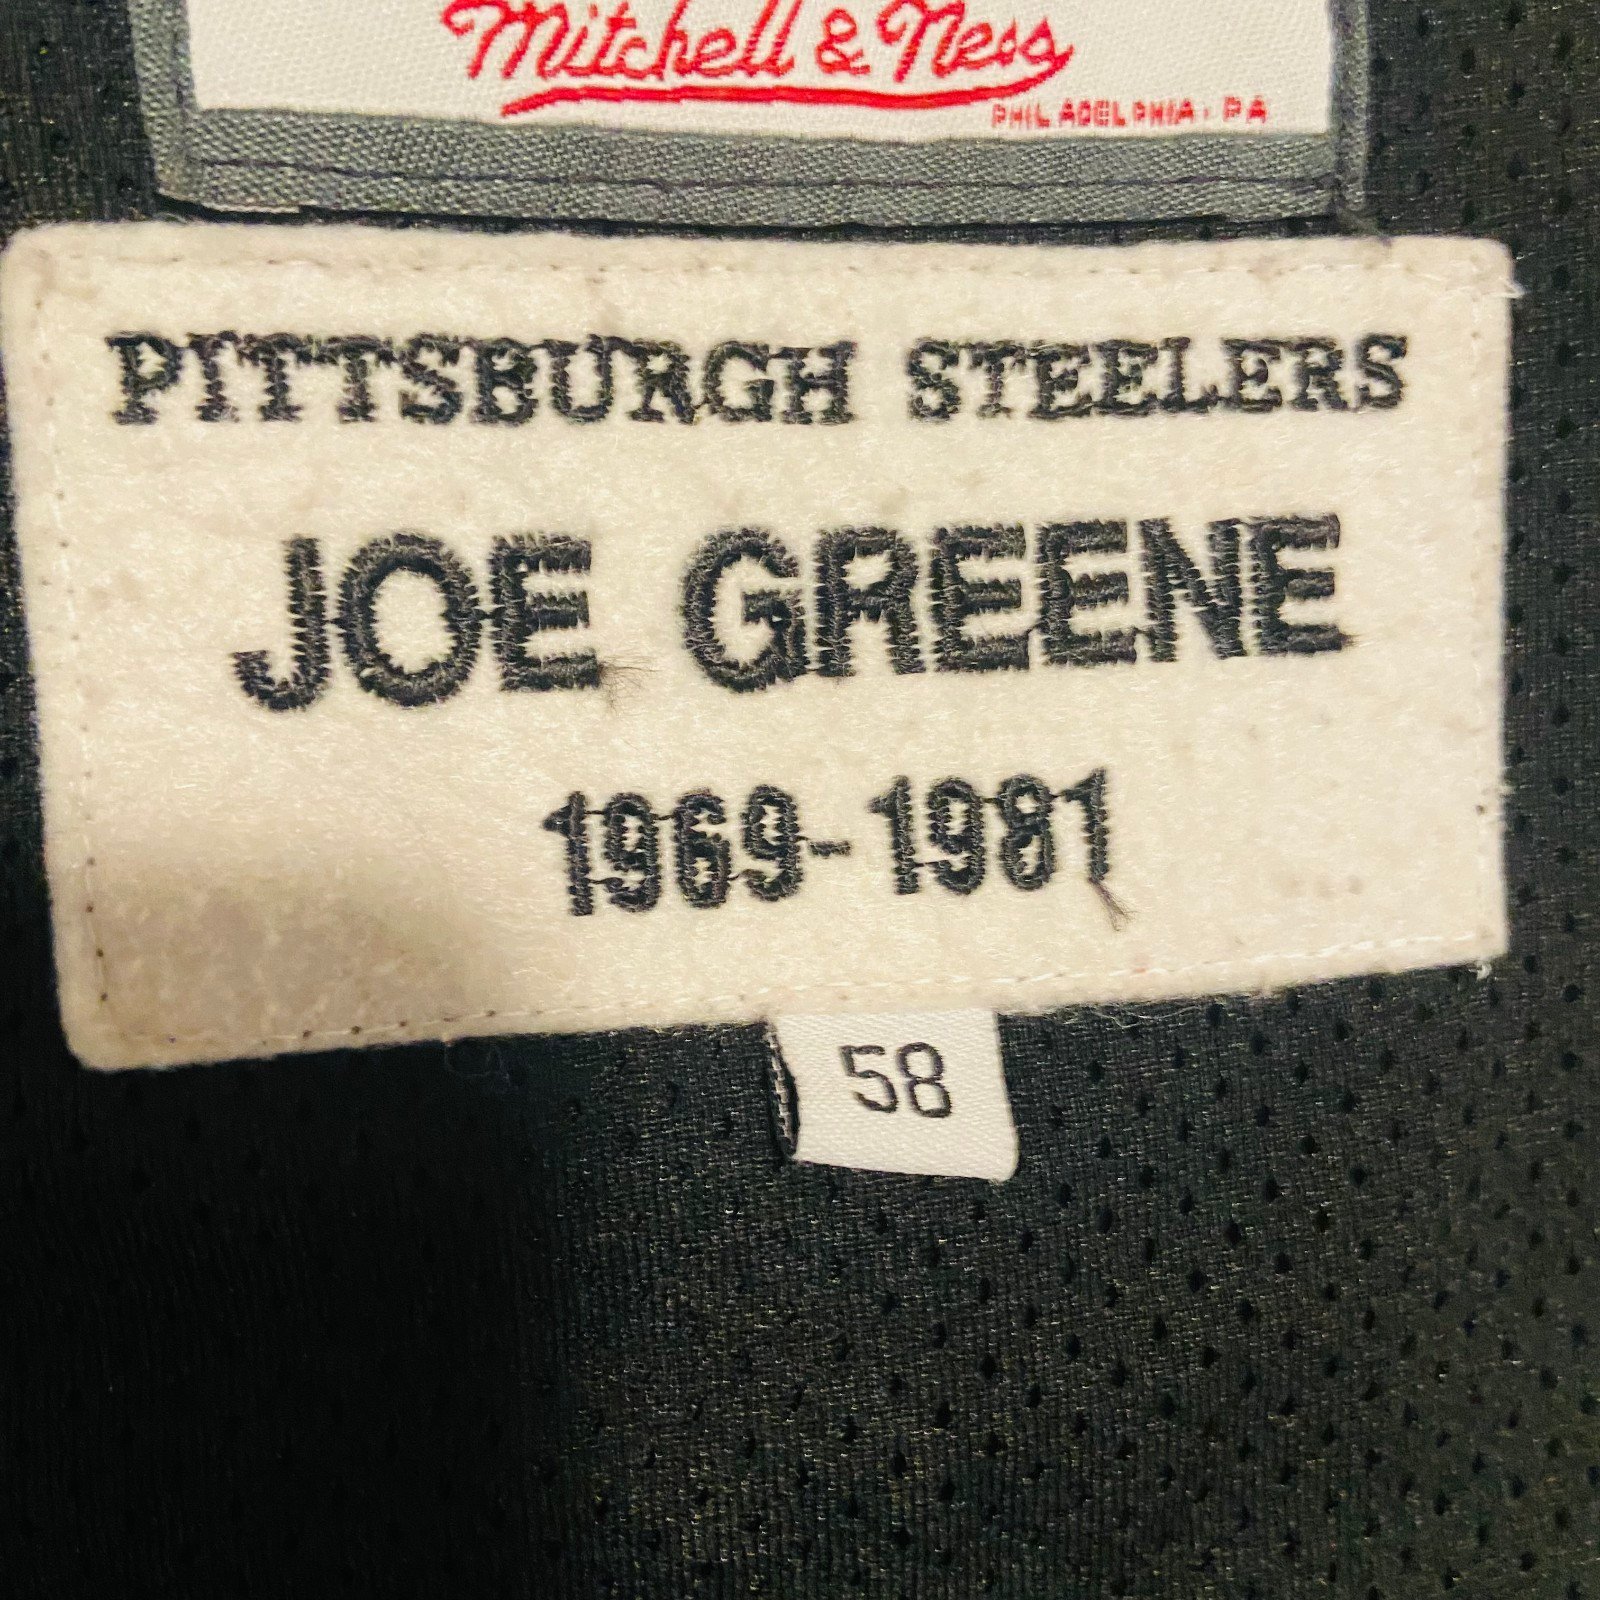 Mitchell & Ness
PHILADELPHIA, PA
PITTSBURGH STEELERS
JOE GREENE
1969-1981
58